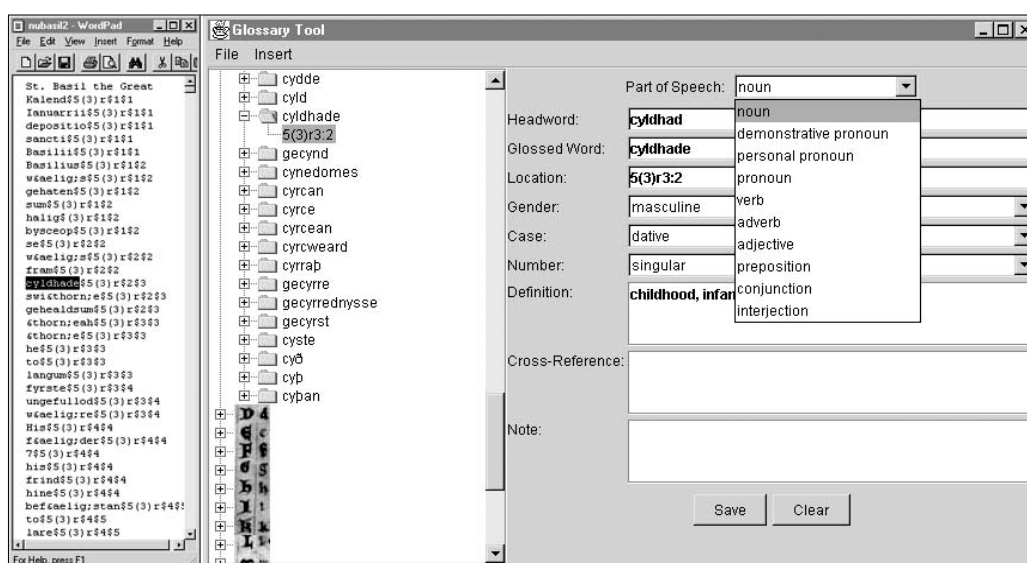 nubasil2 - WordPad
File Edit View Insert Format Help
St. Basil the Great
Kalend$5(3)r$1$1
Ianuarrii$5(3)r$1$1
depositio$5(3)r$1$1
sancti$5(3)r$1$1
Basilii$5(3)r$1$1
Basilius$5(3)r$1$2
w&aelig;s$5(3)r$1$2
gehaten$5(3)r$1$2
sum$5(3)r$1$2
halig$(3)r$1$2
bysceop$5(3)r$1$2
se$5(3)r$2$2
w&aelig;s$5(3)r$2$2
fram$5(3)r$2$2
cyldhade$5(3)r$2$3
swi&thorn;e$5(3)r$2$3
gehealdsum$5(3)r$2$3
&thorn;eah$5(3)r$3$3
&thorn;e$5(3)r$3$3
he$5(3)r$3$3
to$5(3)r$3$3
langum$5(3)r$3$3
fyrste$5(3)r$3$4
ungefullod$5(3)r$3$4
w&aelig;re$5(3)r$3$4
His$5(3)r$4$4
f&aelig;der$5(3)r$4$4
7$5(3)r$4$4
his$5(3)r$4$4
frind$5(3)r$4$4
hine$5(3)r$4$4
bef&aelig;stan$5(3)r$4$5
to$5(3)r$4$5
lare$5(3)r$4$5
For Help, press F1
Glossary Tool
File Insert
cydde
cyld
cyldhade
5(3)r3:2
gecynd
cynedomes
cyrcan
cyrce
cyrcean
cyrcweard
cyrraþ
gecyrre
gecyrrednysse
gecyrst
cyste
cyð
cyþ
cyþan
Part of Speech: noun
noun
demonstrative pronoun
personal pronoun
pronoun
verb
adverb
adjective
preposition
conjunction
interjection
Headword: cyldhad
Glossed Word: cyldhade
Location: 5(3)r3:2
Gender: masculine
Case: dative
Number: singular
Definition: childhood, infan
Cross-Reference:
Note:
Save Clear